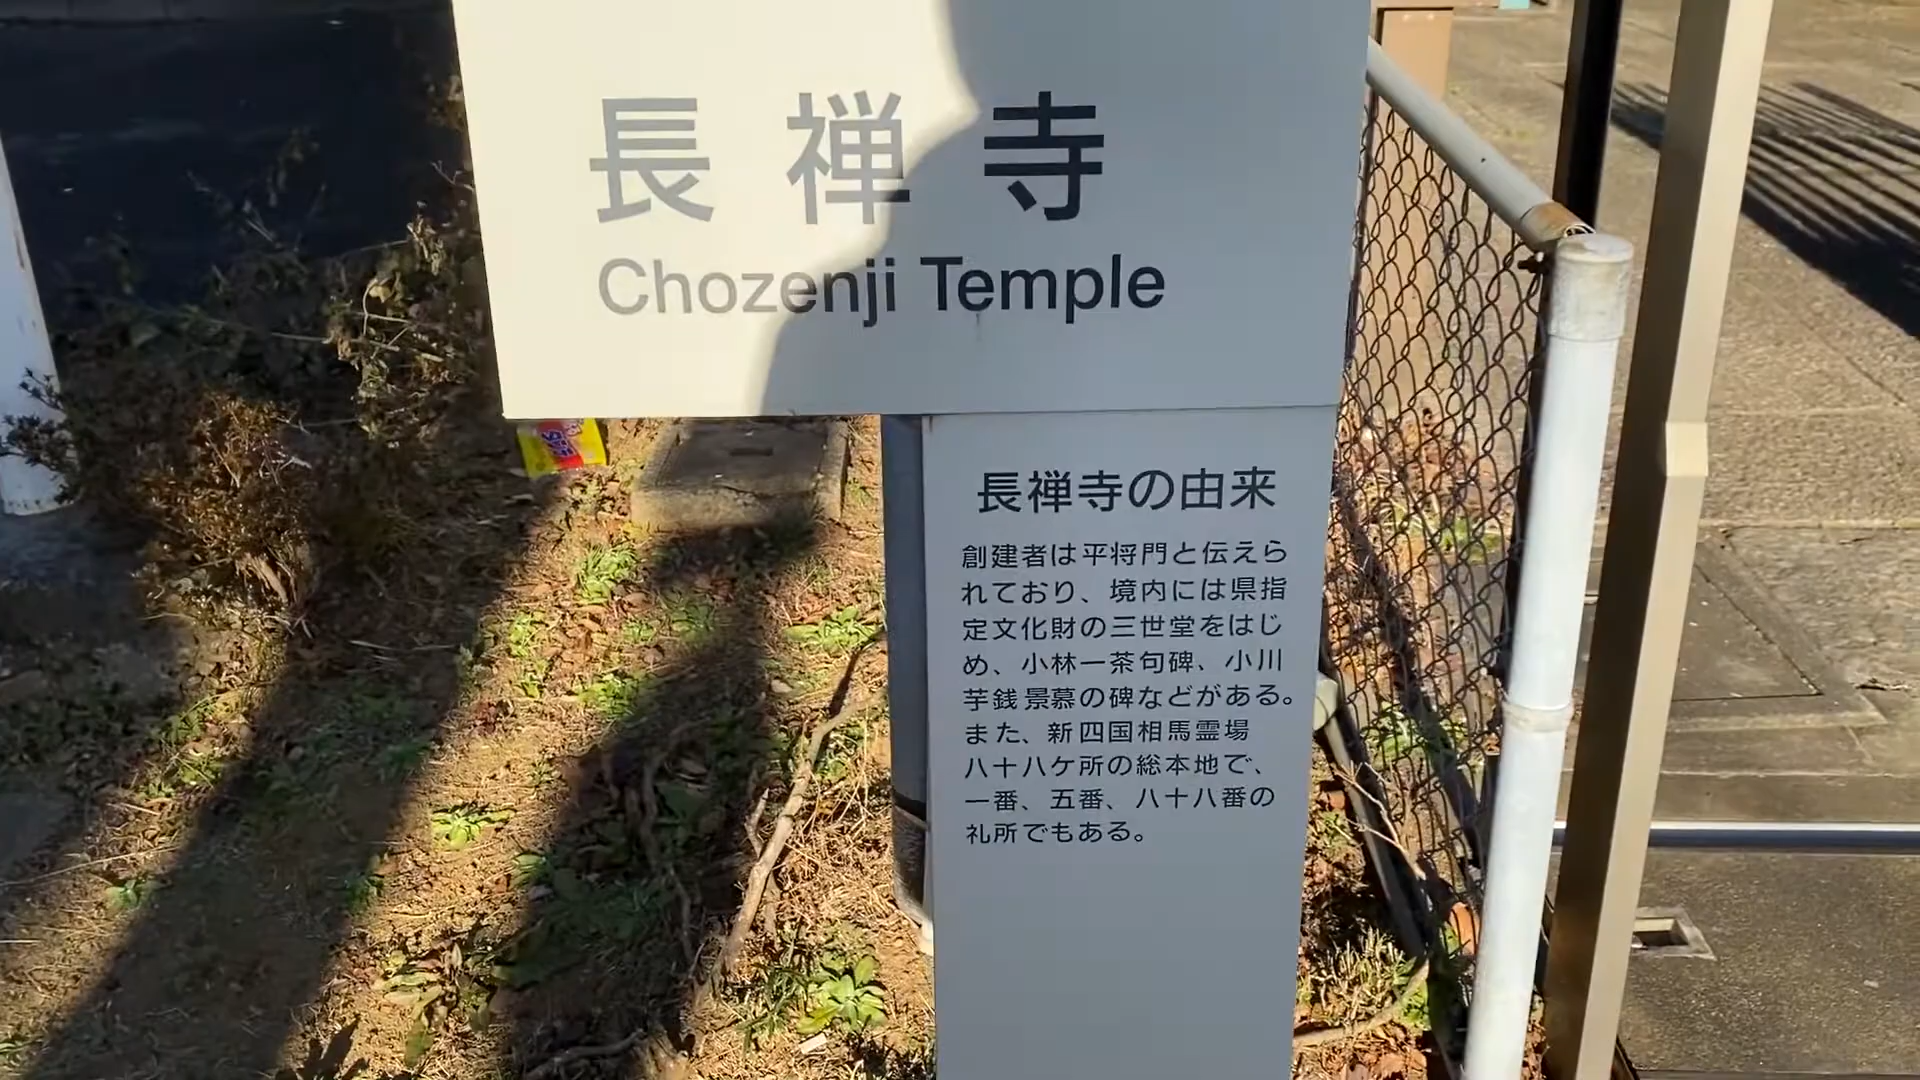 長禅寺
Chozenji Temple
長禅寺の由来
創建者は平将門と伝えら
れており、境内には県指
定文化財の三世堂をはじ
め、小林一茶句碑、小川
芋銭景慕の碑などがある。
また、新四国相馬霊場
八十八ケ所の総本地で、
一番、五番、八十八番の
礼所でもある。